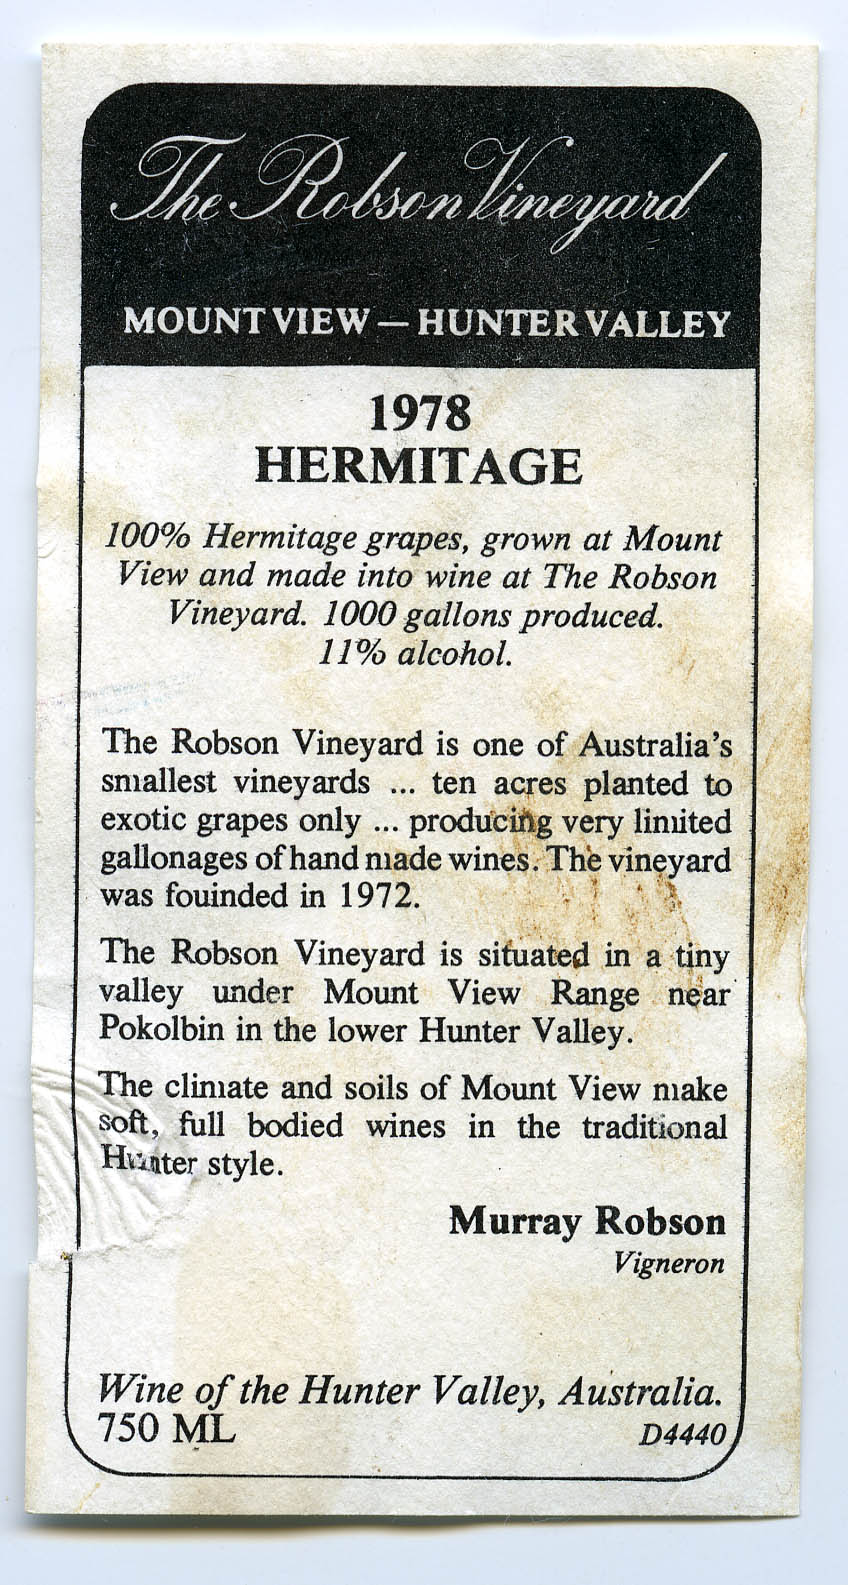 The Robson Vineyard
MOUNT VIEW — HUNTER VALLEY
1978
HERMITAGE
100% Hermitage grapes, grown at Mount
View and made into wine at The Robson
Vineyard. 1000 gallons produced.
11% alcohol.
The Robson Vineyard is one of Australia's
smallest vineyards ... ten acres planted to
exotic grapes only ... producing very limited
gallonages of hand made wines. The vineyard
was fouinded in 1972.
The Robson Vineyard is situated in a tiny
valley under Mount View Range near
Pokolbin in the lower Hunter Valley.
The climate and soils of Mount View make
soft, full bodied wines in the traditional
Hunter style.
Murray Robson
Vigneron
Wine of the Hunter Valley, Australia.
750 ML
D4440